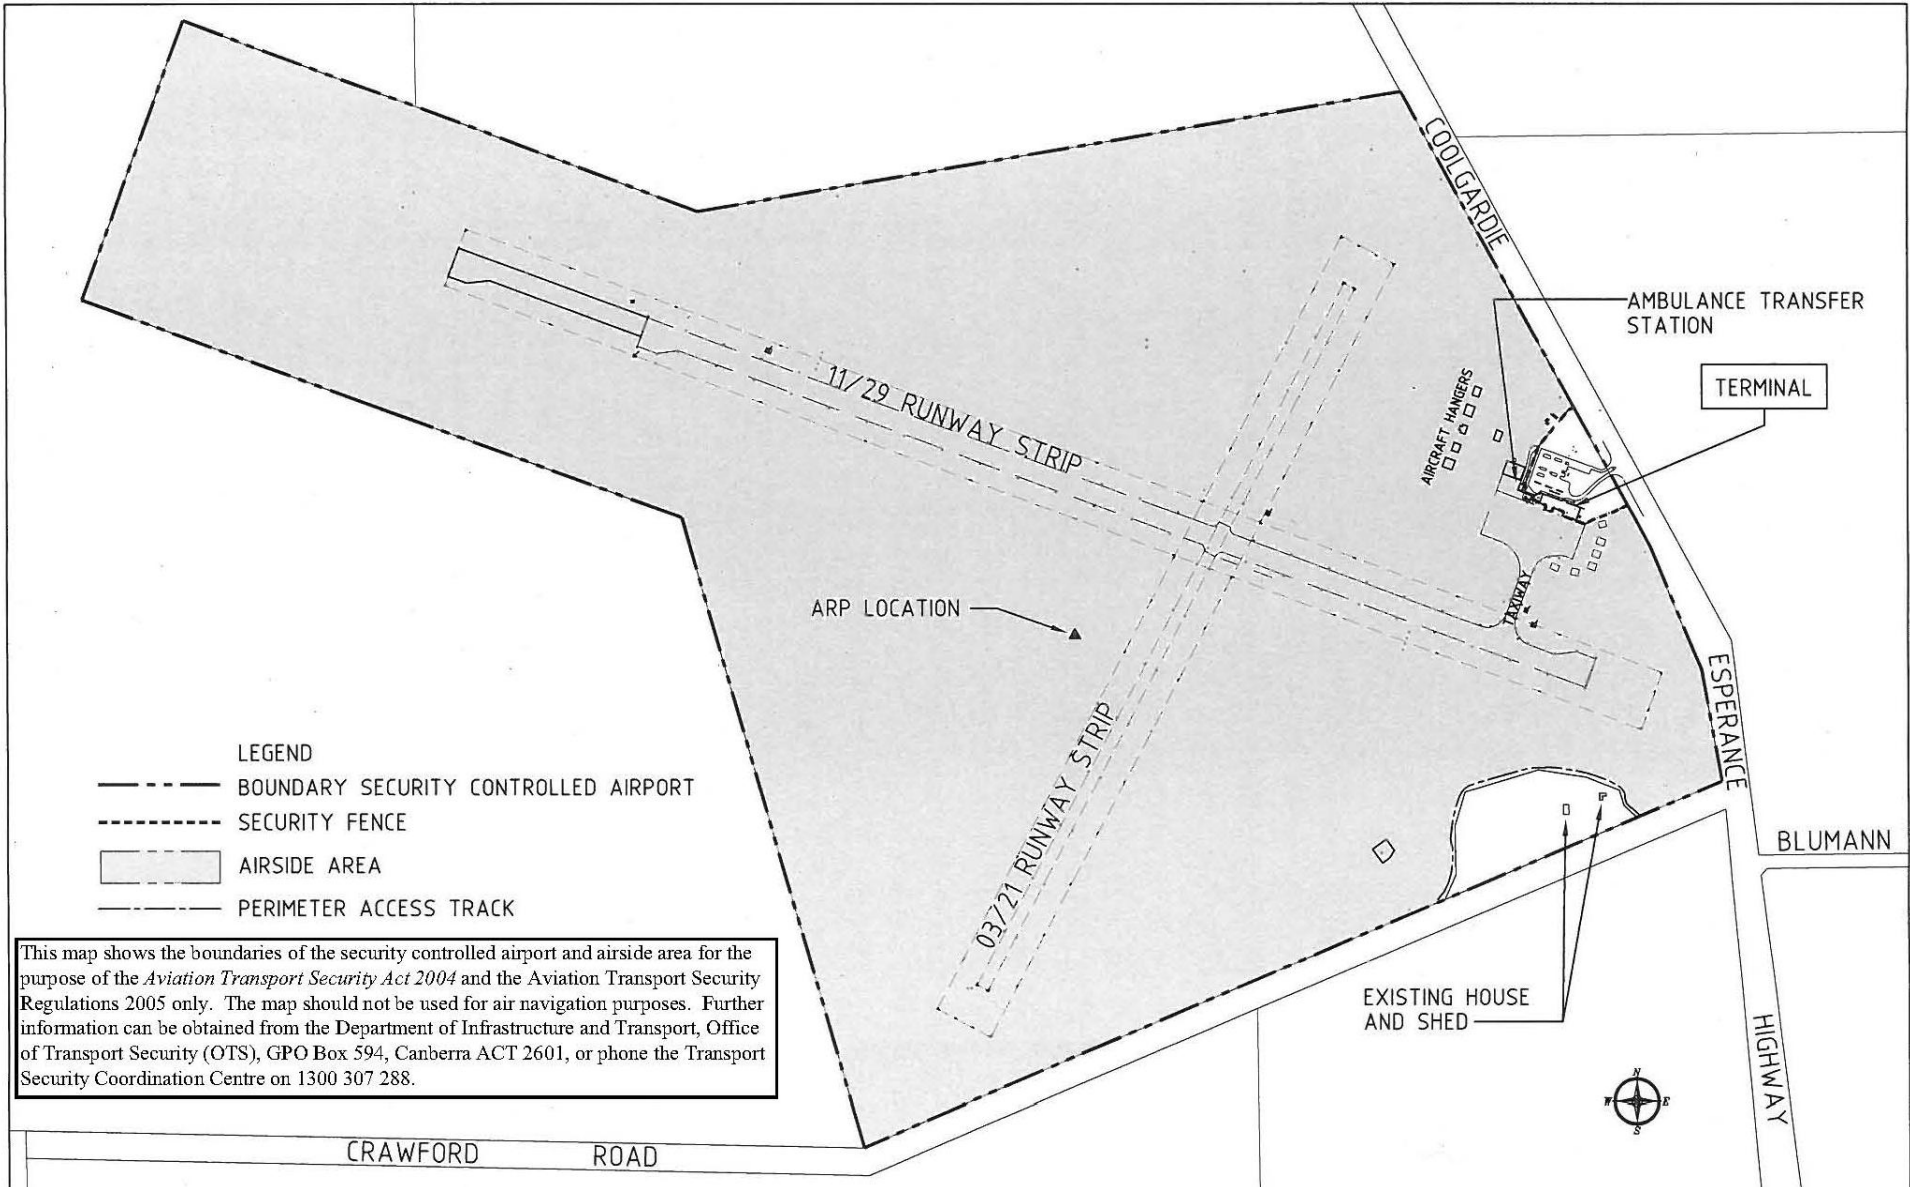 COOLGARDIE
AMBULANCE TRANSFER
STATION
TERMINAL
AIRCRAFT HANGERS
11/29 RUNWAY STRIP
TAXIWAY
ARP LOCATION
ESPERANCE
03/21 RUNWAY STRIP
BLUMANN
LEGEND
BOUNDARY SECURITY CONTROLLED AIRPORT
SECURITY FENCE
AIRSIDE AREA
PERIMETER ACCESS TRACK
This map shows the boundaries of the security controlled airport and airside area for the
purpose of the Aviation Transport Security Act 2004 and the Aviation Transport Security
Regulations 2005 only.  The map should not be used for air navigation purposes.  Further
information can be obtained from the Department of Infrastructure and Transport, Office
of Transport Security (OTS), GPO Box 594, Canberra ACT 2601, or phone the Transport
Security Coordination Centre on 1300 307 288.
EXISTING HOUSE
AND SHED
HIGHWAY
N
W E
S
CRAWFORD ROAD